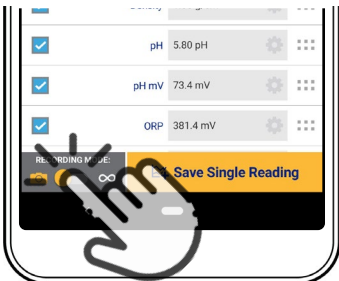 pH 5.80 pH
pH mV 73.4 mV
ORP 381.4 mV
RECORDING MODE:
Save Single Reading